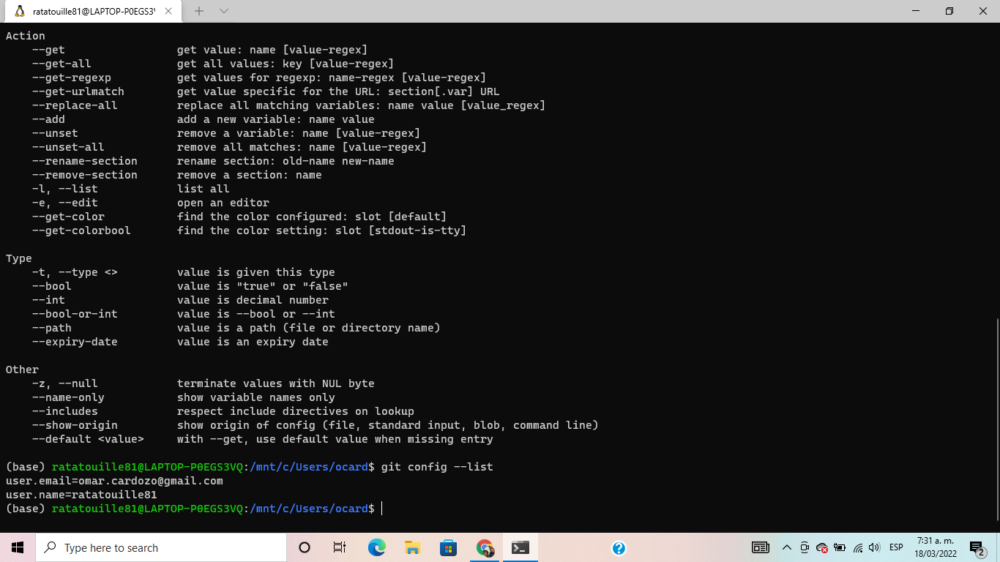 ratatouille81@LAPTOP-P0EGS3V
Action
--get get value: name [value-regex]
--get-all get all values: key [value-regex]
--get-regexp get values for regexp: name-regex [value-regex]
--get-urlmatch get value specific for the URL: section[.var] URL
--replace-all replace all matching variables: name value [value_regex]
--add add a new variable: name value
--unset remove a variable: name [value-regex]
--unset-all remove all matches: name [value-regex]
--rename-section rename section: old-name new-name
--remove-section remove a section: name
-l, --list list all
-e, --edit open an editor
--get-color find the color configured: slot [default]
--get-colorbool find the color setting: slot [stdout-is-tty]
Type
-t, --type <> value is given this type
--bool value is "true" or "false"
--int value is decimal number
--bool-or-int value is --bool or --int
--path value is a path (file or directory name)
--expiry-date value is an expiry date
Other
-z, --null terminate values with NUL byte
--name-only show variable names only
--includes respect include directives on lookup
--show-origin show origin of config (file, standard input, blob, command line)
--default <value> with --get, use default value when missing entry
(base) ratatouille81@LAPTOP-P0EGS3VQ:/mnt/c/Users/ocard$ git config --list
user.email=omar.cardozo@gmail.com
user.name=ratatouille81
(base) ratatouille81@LAPTOP-P0EGS3VQ:/mnt/c/Users/ocard$
Type here to search
ESP
7:31 a. m.
18/03/2022
2